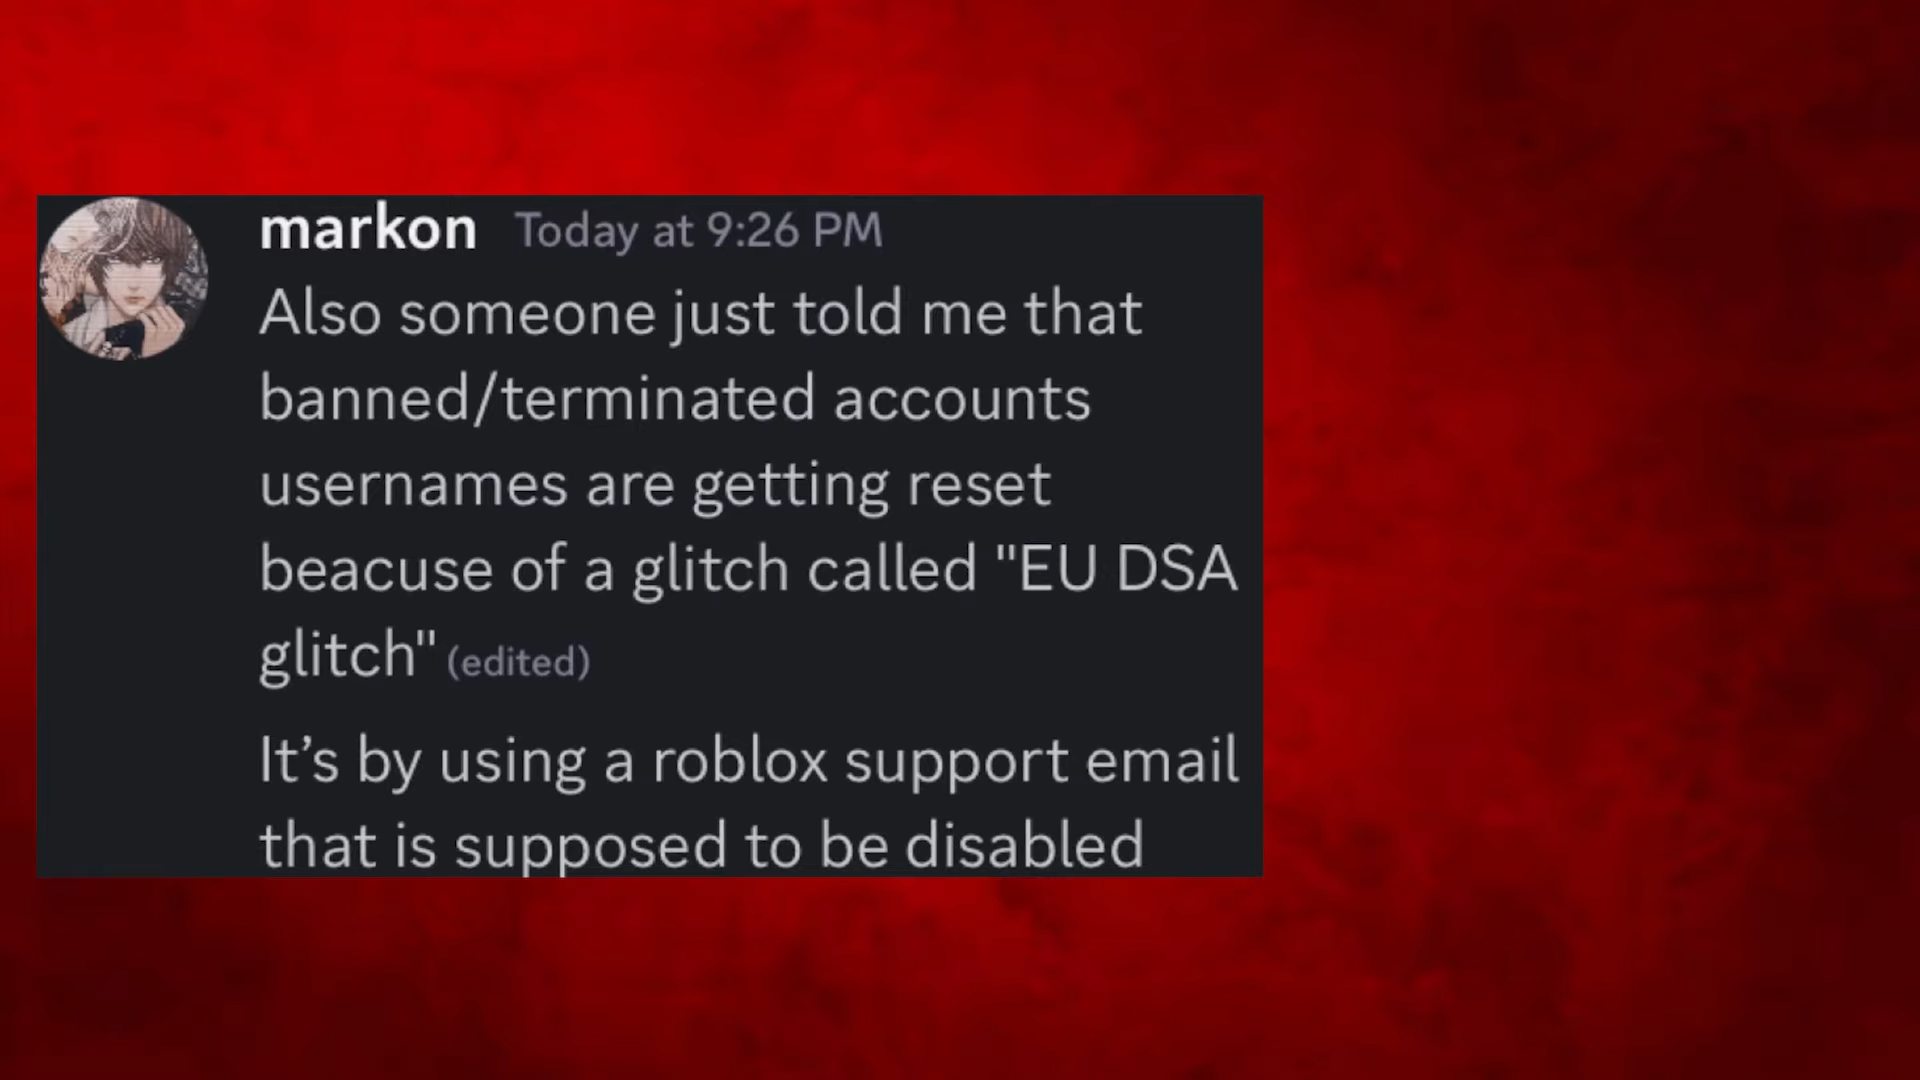 markon Today at 9:26 PM
Also someone just told me that
banned/terminated accounts
usernames are getting reset
beacuse of a glitch called "EU DSA
glitch" (edited)
It’s by using a roblox support email
that is supposed to be disabled